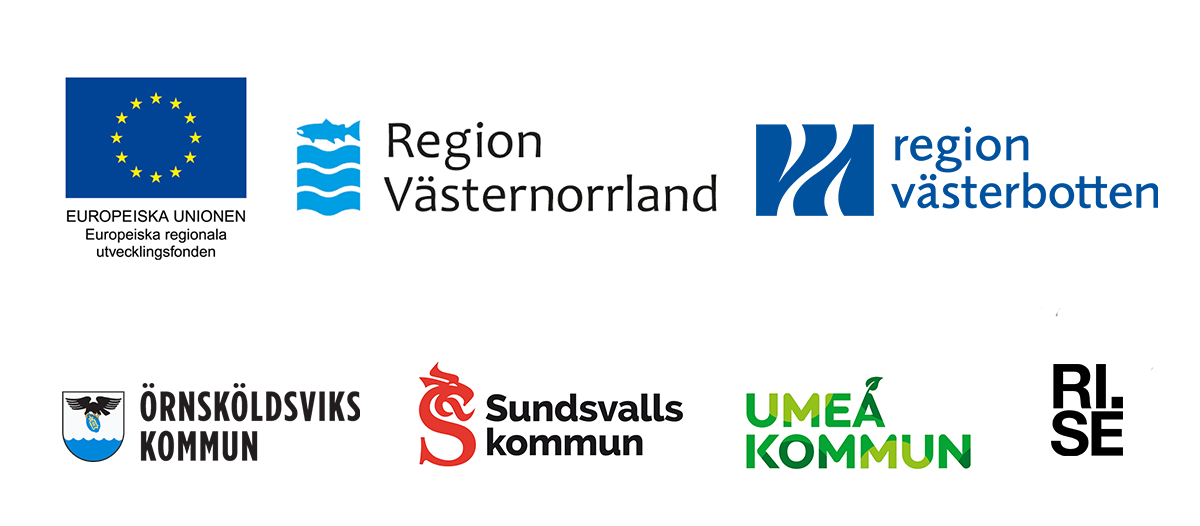 EUROPEISKA UNIONEN
Europeiska regionala
utvecklingsfonden
Region
Västernorrland
region
västerbotten
ÖRNSKÖLDSVIKS
KOMMUN
Sundsvalls
kommun
UMEÅ
KOMMUN
RI.
SE